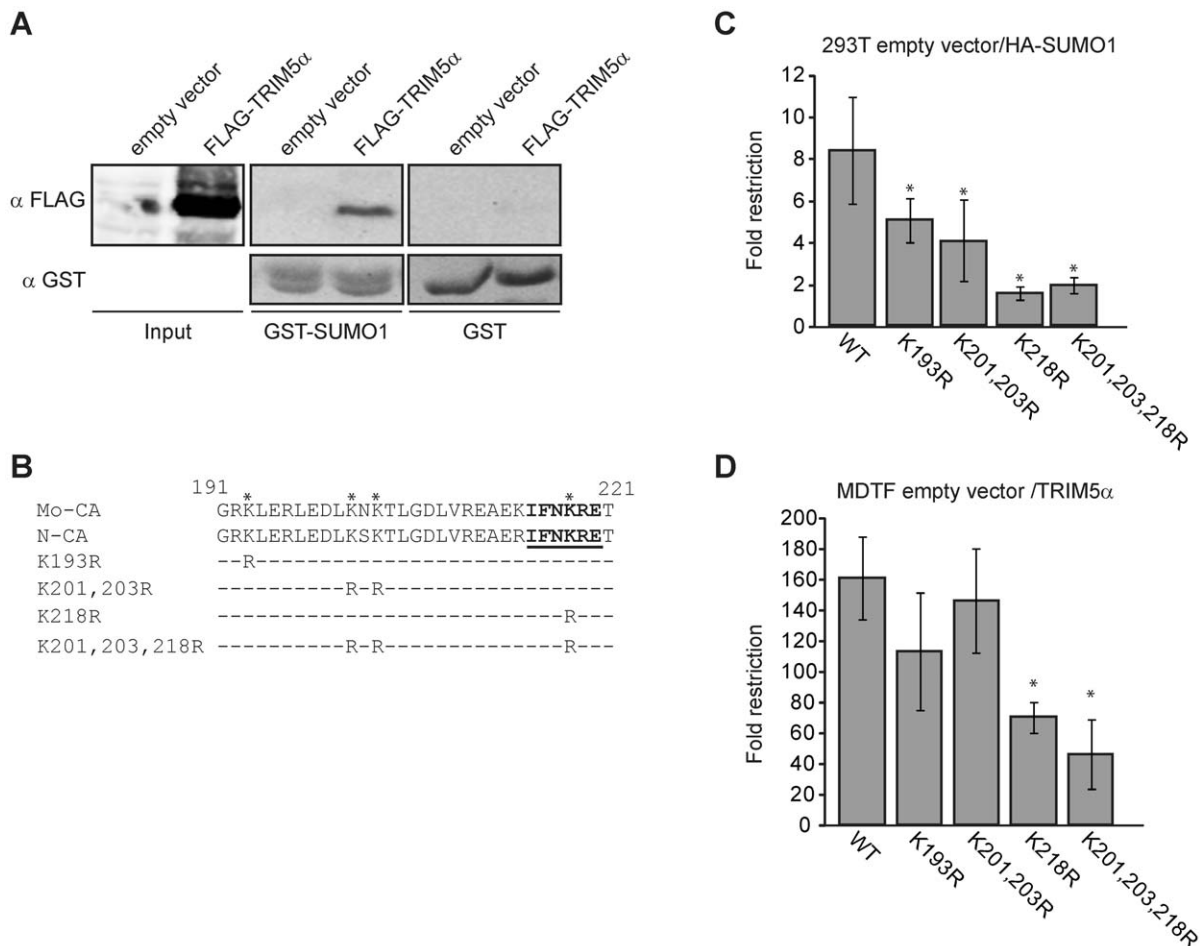 A
empty vector
FLAG-TRIM5α
empty vector
FLAG-TRIM5α
empty vector
FLAG-TRIM5α
α FLAG
α GST
Input
GST-SUMO1
GST
B
191
221
* * * *
Mo-CA GRKLERLEDLKNKTLGDLVREAEKIFNKRET
N-CA GRKLERLEDLKSKTLGDLVREAERIFNKRET
K193R --R----------------------------
K201,203R ----------R-R------------------
K218R ---------------------------R---
K201,203,218R ----------R-R--------------R---
C
293T empty vector/HA-SUMO1
Fold restriction
12
10
8
6
4
2
0
* * * *
WT
K193R
K201,203R
K218R
K201,203,218R
D
MDTF empty vector /TRIM5α
Fold restriction
200
180
160
140
120
100
80
60
40
20
0
* *
WT
K193R
K201,203R
K218R
K201,203,218R